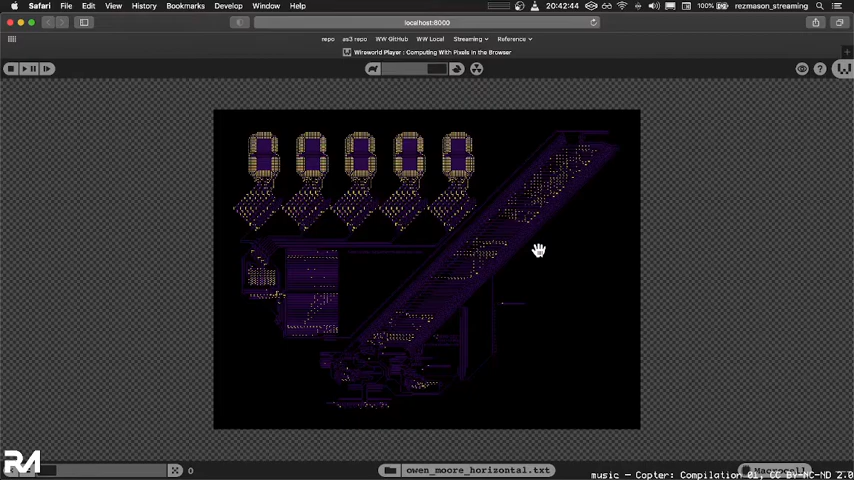 Safari File Edit View History Bookmarks Develop Window Help 100% 20:42:44 rezmason_streaming
localhost:8000
repo as3 repo WW GitHub WW Local Streaming Reference
Wireworld Player : Computing With Pixels in the Browser
0 owen_moore_horizontal.txt Macrocell
music – Copter: Compilation 01, CC BY-NC-ND 2.0